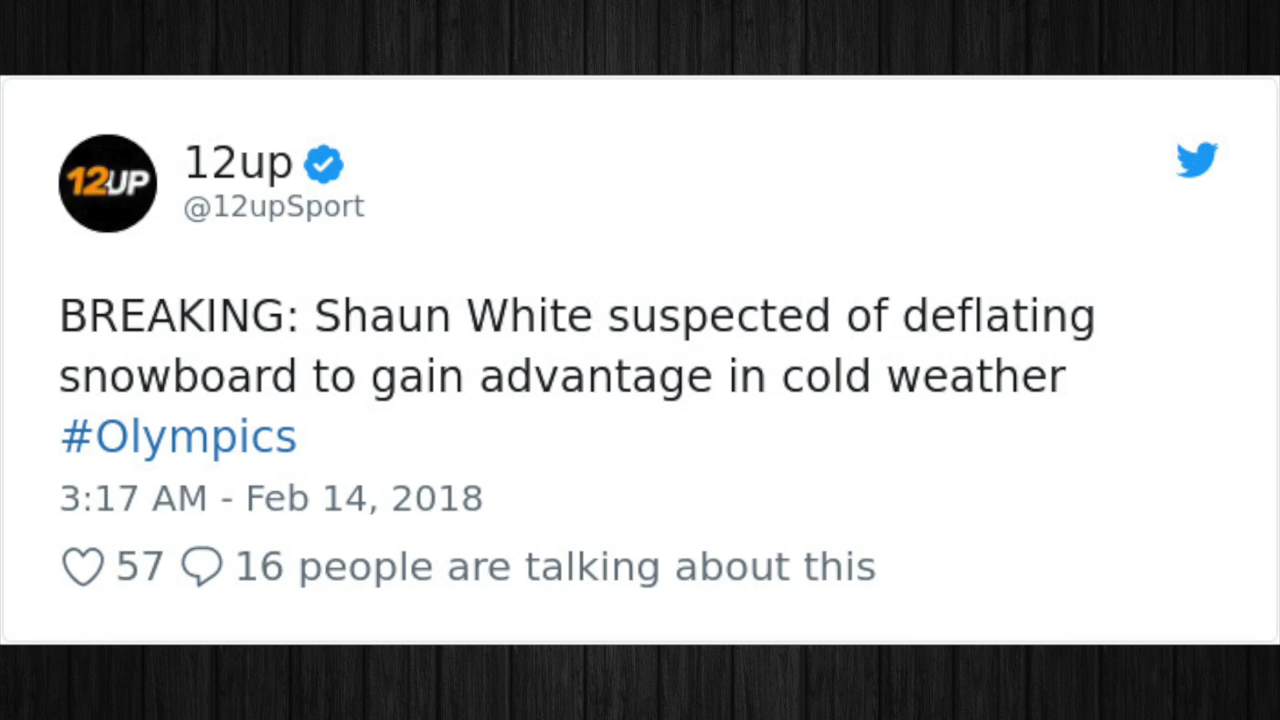 12UP
12up
@12upSport
BREAKING: Shaun White suspected of deflating
snowboard to gain advantage in cold weather
#Olympics
3:17 AM - Feb 14, 2018
57 16 people are talking about this